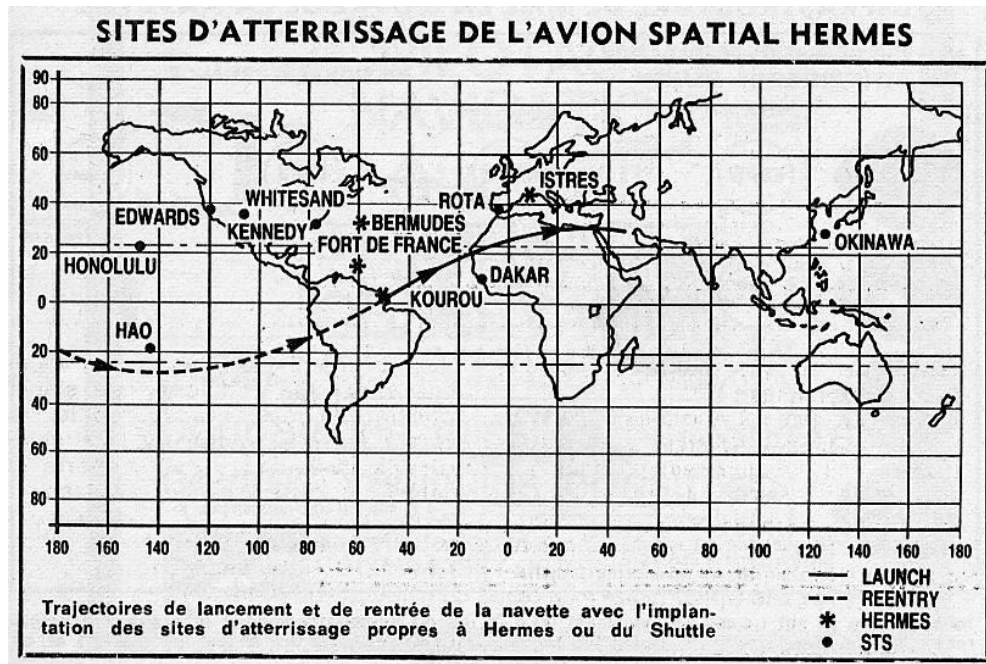 SITES D'ATTERRISSAGE DE L'AVION SPATIAL HERMES
90
80
60
40
20
0
20
40
60
80
WHITESAND
EDWARDS
KENNEDY
BERMUDES
FORT DE FRANCE
HONOLULU
HAO
KOUROU
ROTA
ISTRES
DAKAR
OKINAWA
180 160 140 120 100 80 60 40 20 0 20 40 60 80 100 120 140 160 180
LAUNCH
REENTRY
HERMES
STS
Trajectoires de lancement et de rentrée de la navette avec l'implan-
tation des sites d'atterrissage propres à Hermes ou du Shuttle